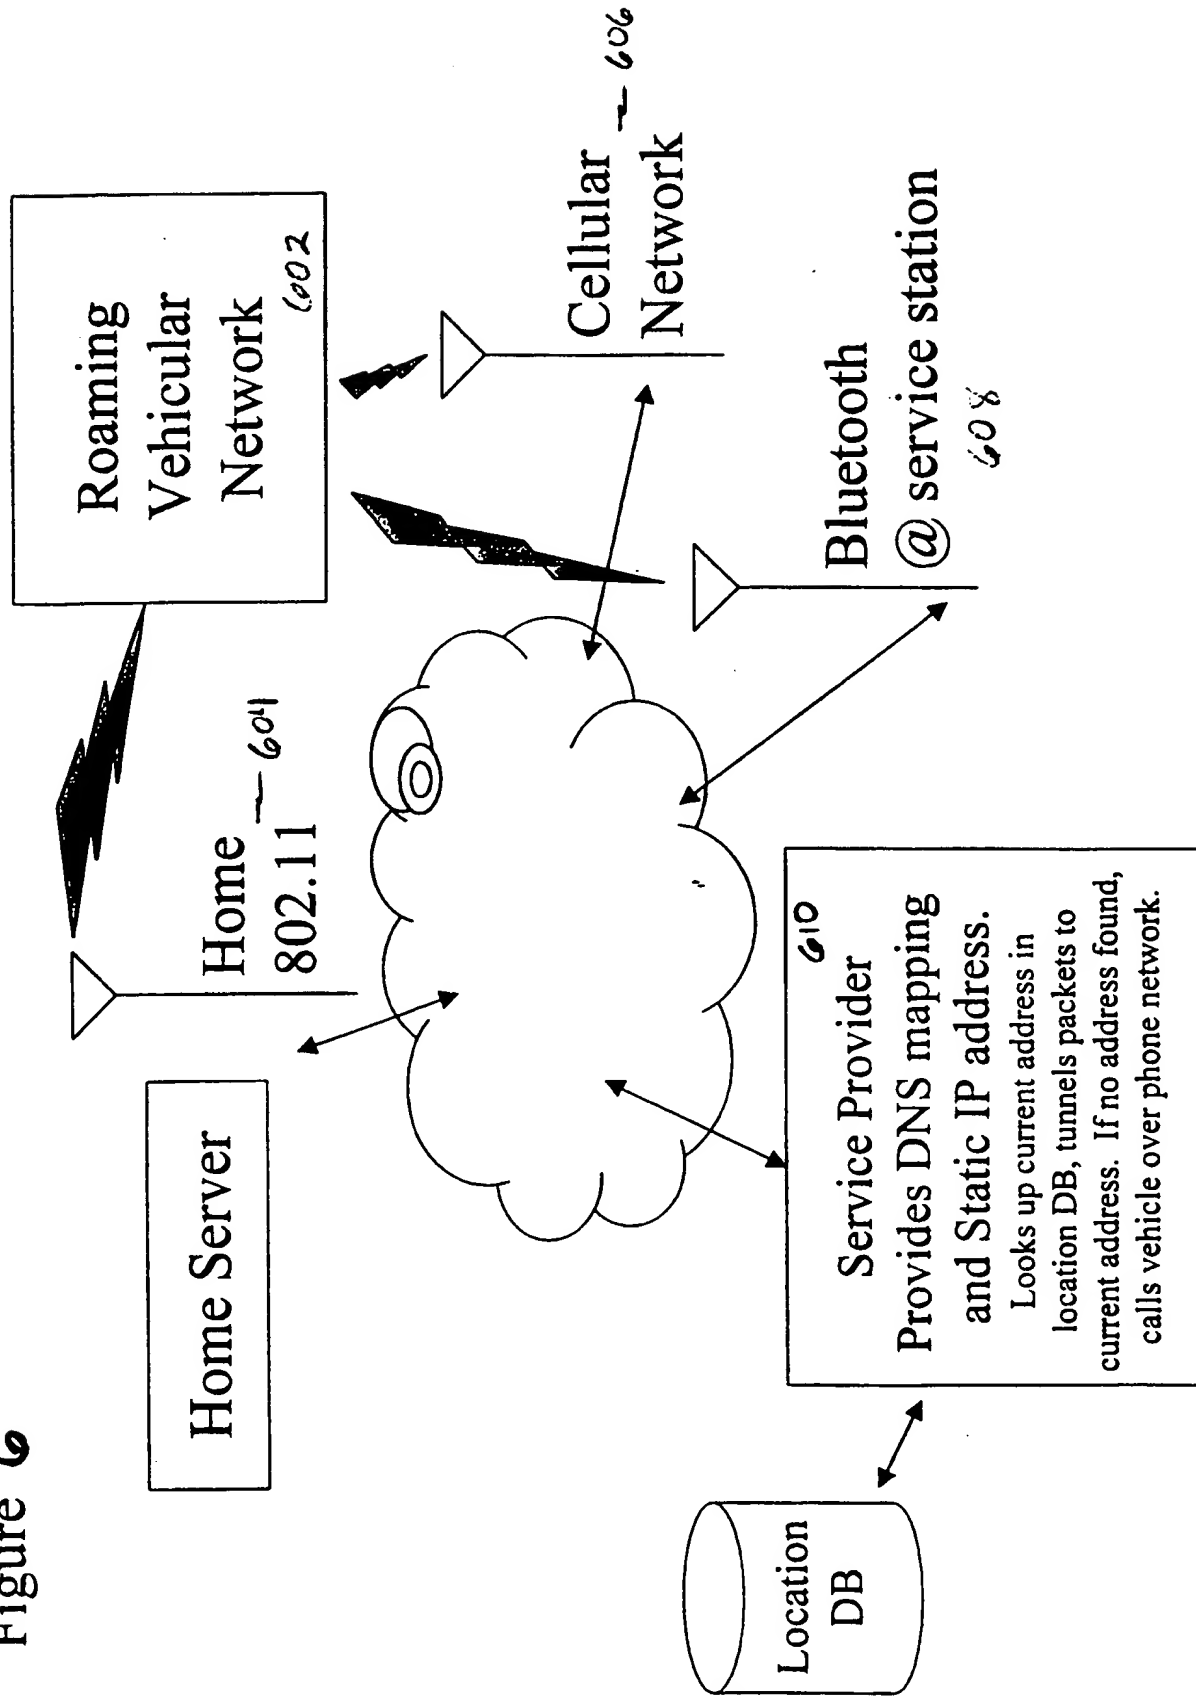 Figure 6
Roaming
Vehicular
Network
602
Home 604
802.11
Home Server
Cellular 606
Network
Bluetooth
@ service station
608
610
Service Provider
Provides DNS mapping
and Static IP address.
Looks up current address in
location DB, tunnels packets to
current address. If no address found,
calls vehicle over phone network.
Location
DB